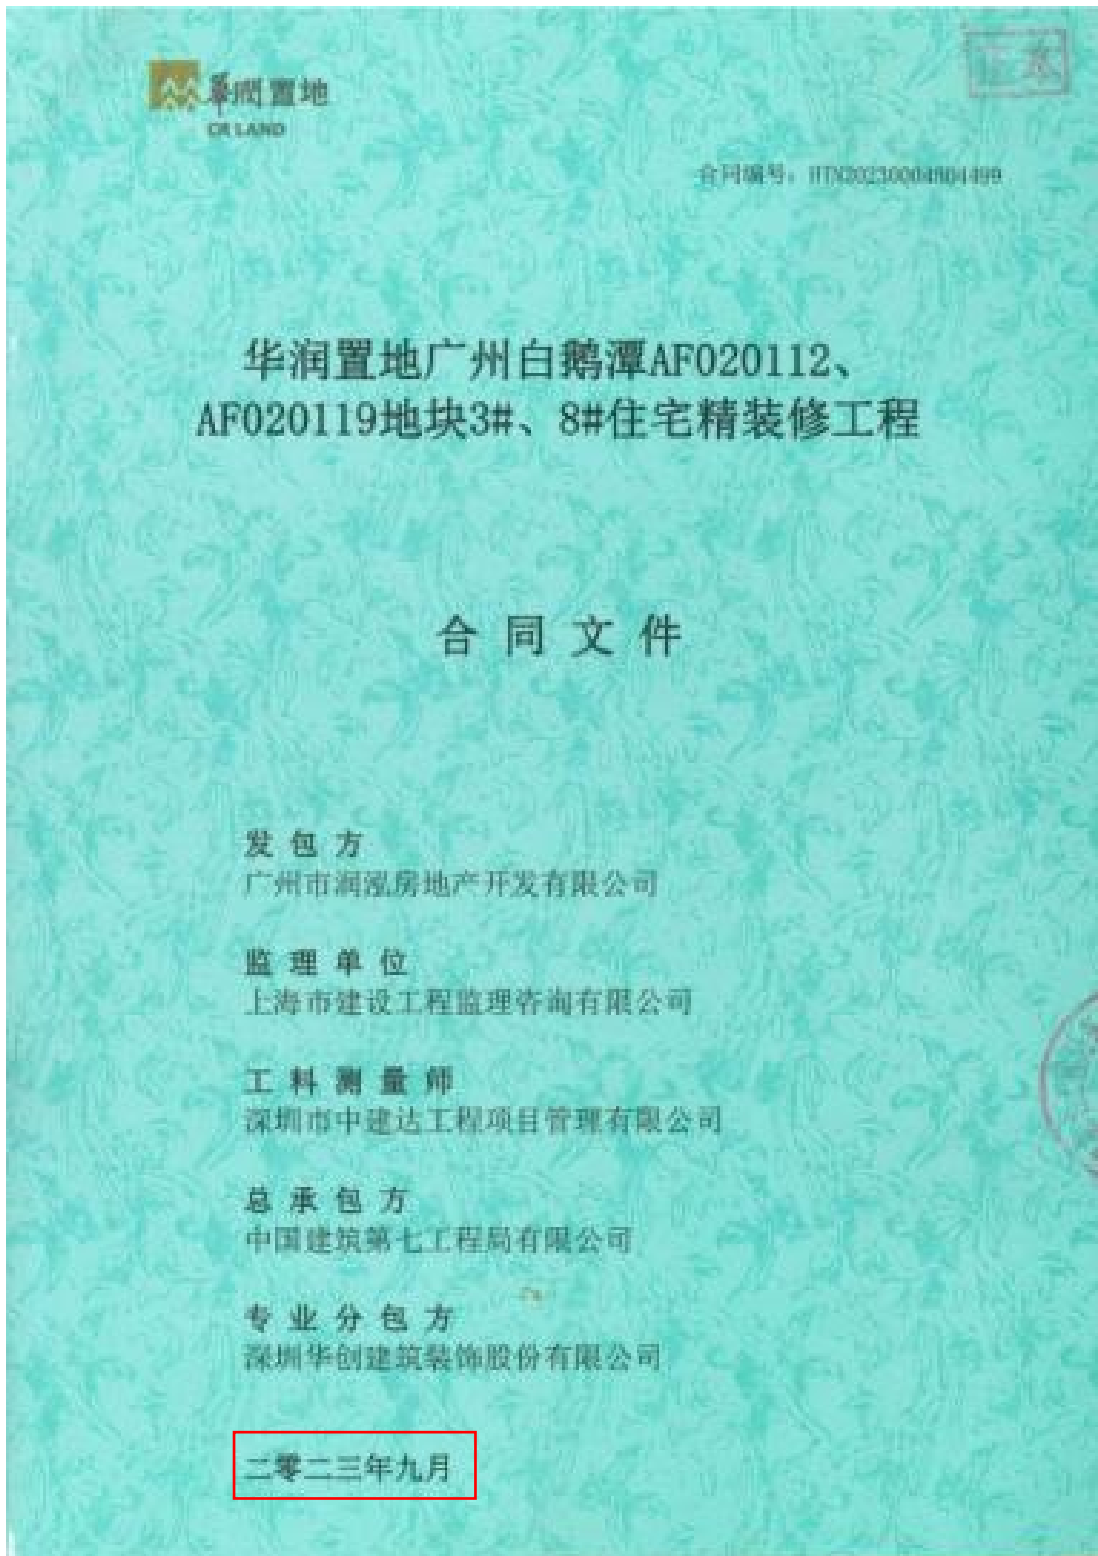 正本
華潤置地
CR LAND
合同编号：HTN20230004804499
华润置地广州白鹅潭AF020112、
AF020119地块3#、8#住宅精装修工程
合同文件
发包方
广州市润泓房地产开发有限公司
监理单位
上海市建设工程监理咨询有限公司
工料测量师
深圳市中建达工程项目管理有限公司
总承包方
中国建筑第七工程局有限公司
专业分包方
深圳华创建筑装饰股份有限公司
二零二三年九月